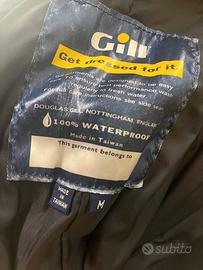 Gill
Get dressed for it.
DOUGLAS GILL NOTTINGHAM, ENGLAND
100% WATERPROOF
Made in Taiwan
This garment belongs to
MADE IN
TAIWAN
M
subito